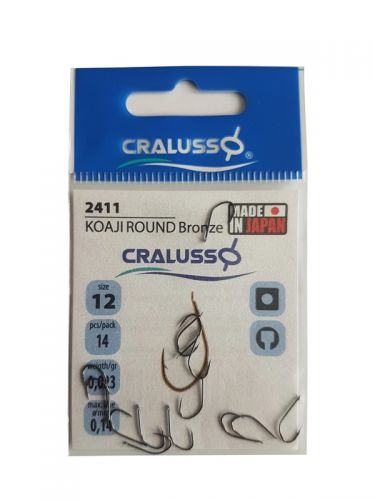 CRALUSSO
2411
KOAJI ROUND Bronze
MADE
IN JAPAN
CRALUSSO
size
12
pcs/pack
14
weight/gr
max. line
0,14